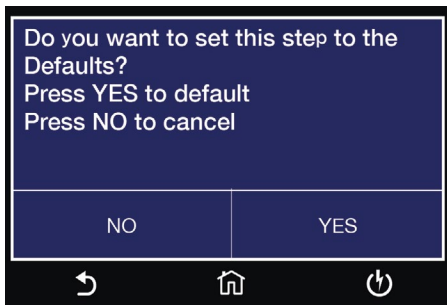 Do you want to set this step to the
Defaults?
Press YES to default
Press NO to cancel
NO
YES